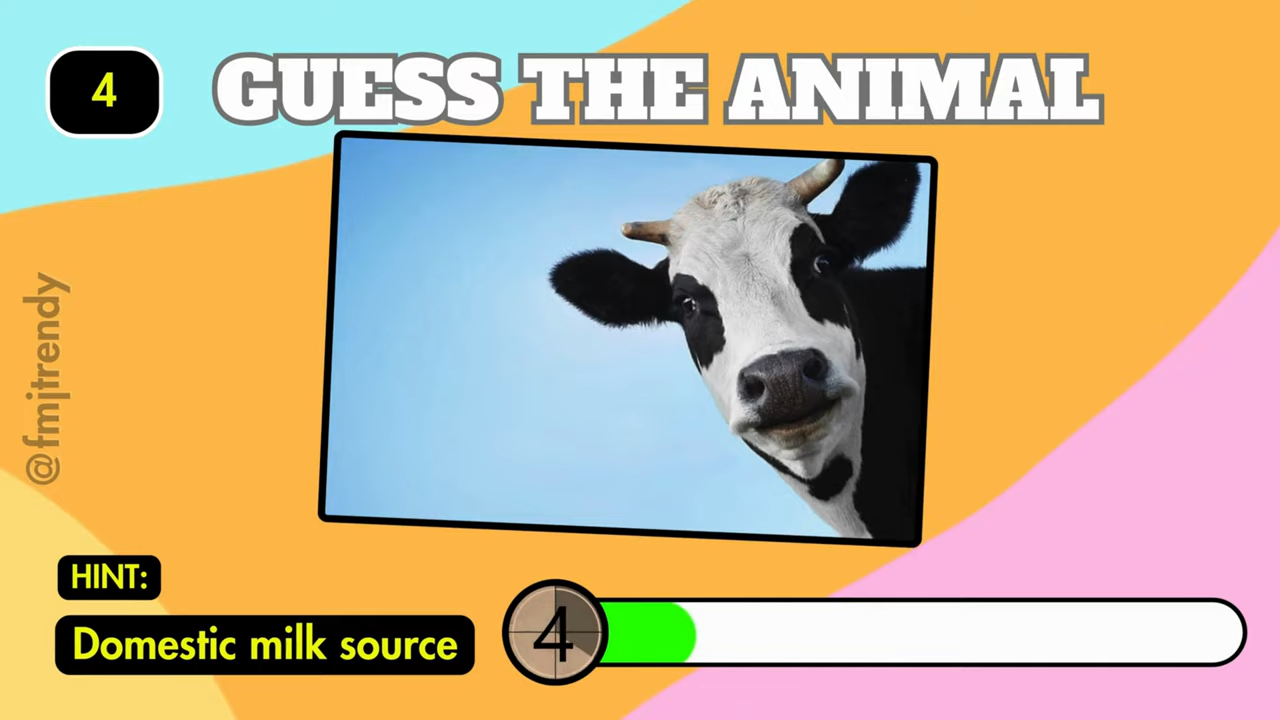 4
GUESS THE ANIMAL
@fmjtrendy
HINT:
Domestic milk source
4